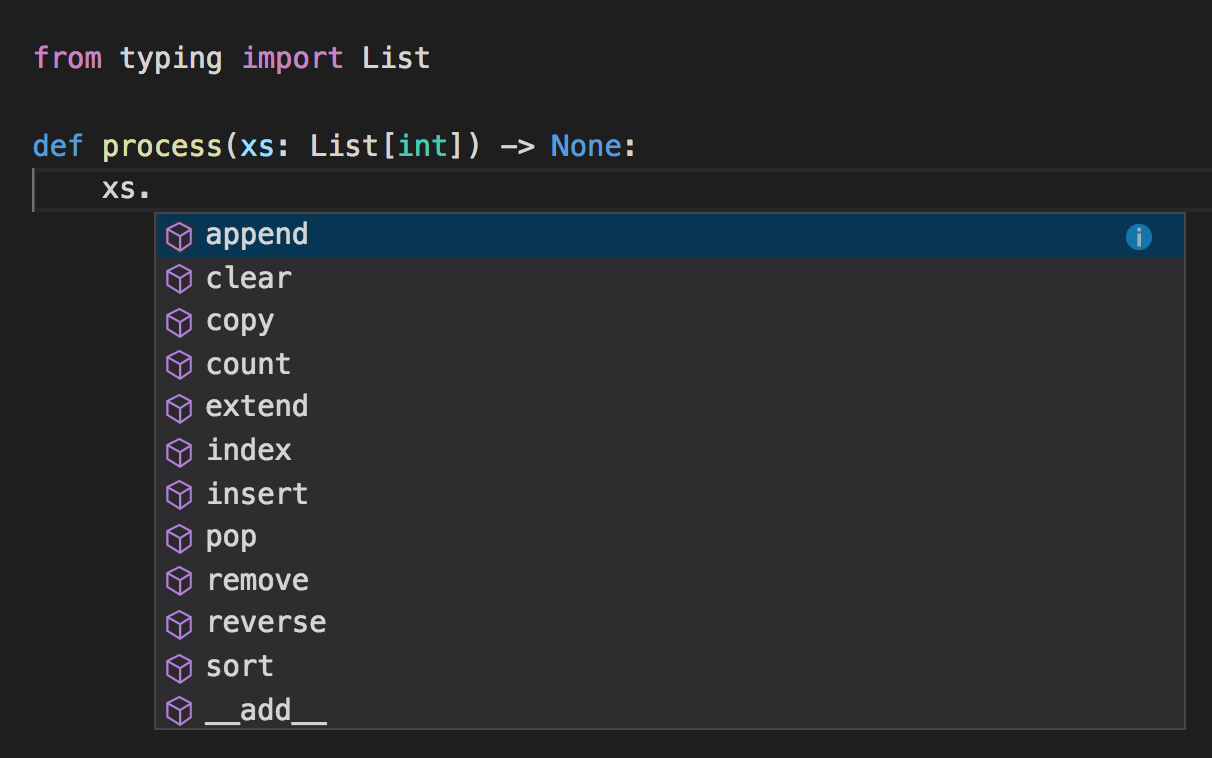 from typing import List
def process(xs: List[int]) -> None:
xs.
append
clear
copy
count
extend
index
insert
pop
remove
reverse
sort
__add__